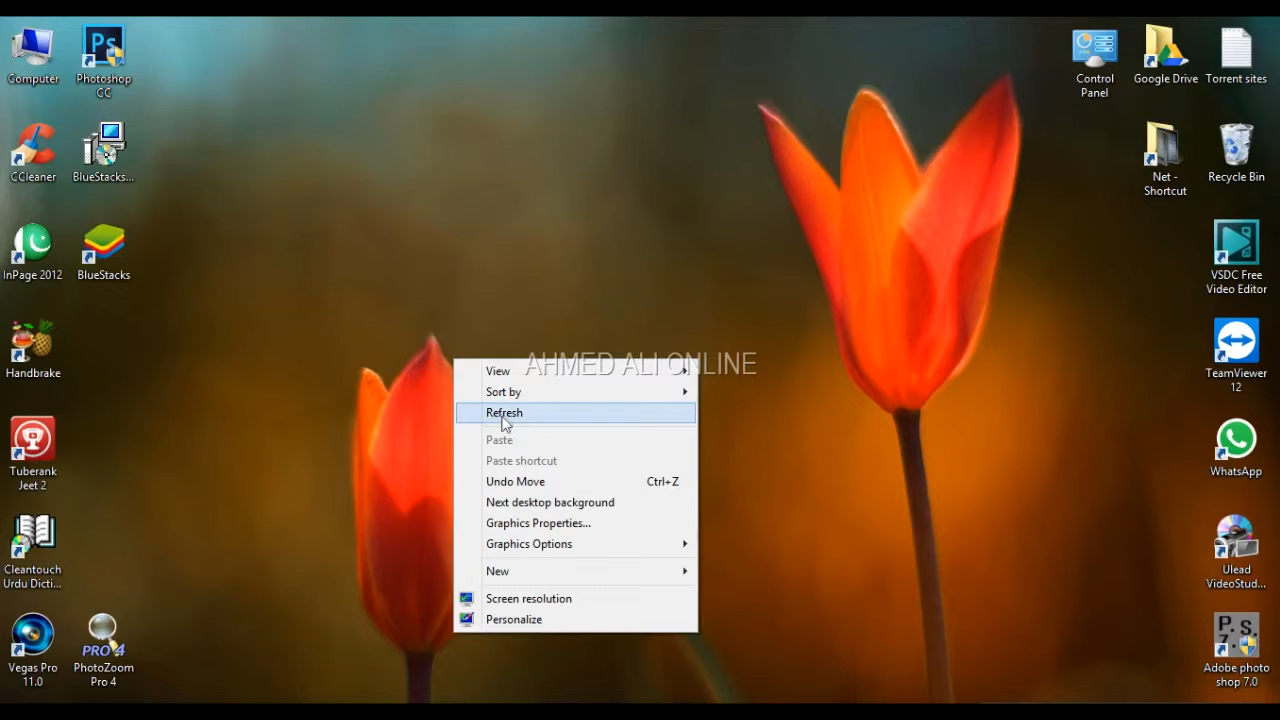 Computer
Photoshop
CC
CCleaner
BlueStacks...
InPage 2012
BlueStacks
Handbrake
Tuberank
Jeet 2
Cleantouch
Urdu Dicti...
Vegas Pro
11.0
PRO 4
PhotoZoom
Pro 4
AHMED ALI ONLINE
View
Sort by
Refresh
Paste
Paste shortcut
Undo Move Ctrl+Z
Next desktop background
Graphics Properties...
Graphics Options
New
Screen resolution
Personalize
Control
Panel
Google Drive
Torrent sites
Net -
Shortcut
Recycle Bin
VSDC Free
Video Editor
TeamViewer
12
WhatsApp
Ulead
VideoStud...
P.S.
7.
Adobe photo
shop 7.0
Ps